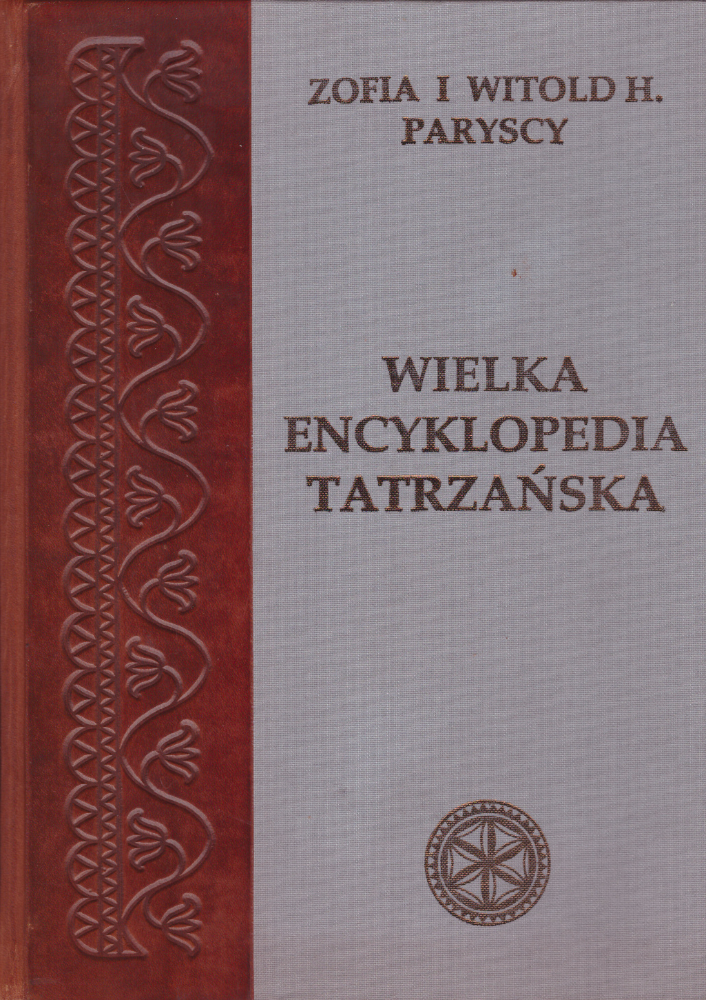 ZOFIA I WITOLD H.
PARYSCY
WIELKA
ENCYKLOPEDIA
TATRZAŃSKA